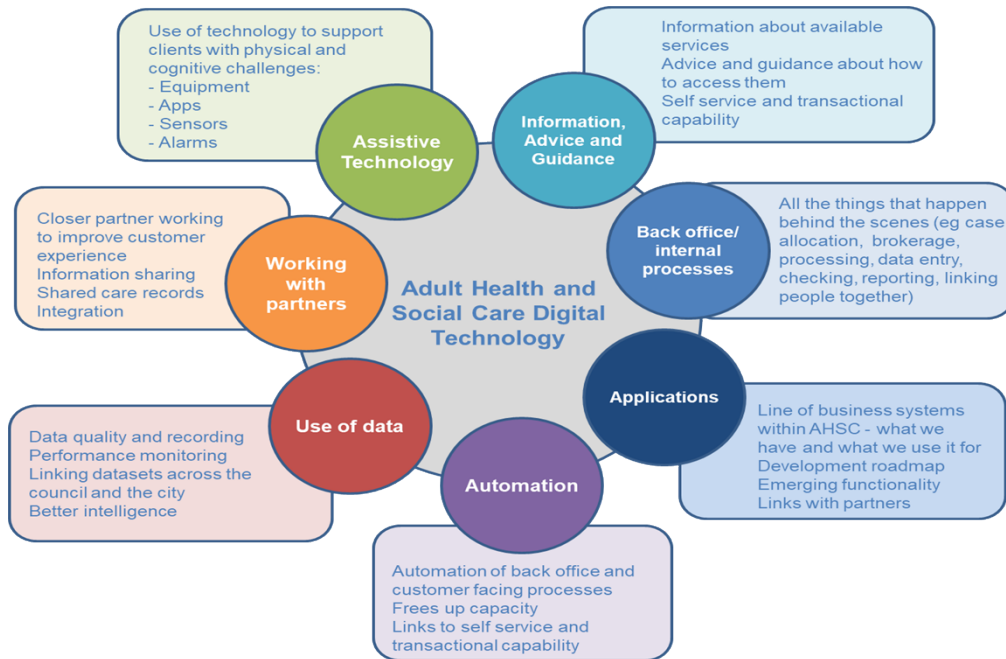 Use of technology to support
clients with physical and
cognitive challenges:
- Equipment
- Apps
- Sensors
- Alarms
Assistive
Technology
Information about available
services
Advice and guidance about how
to access them
Self service and transactional
capability
Information,
Advice and
Guidance
All the things that happen
behind the scenes (eg case
allocation, brokerage,
processing, data entry,
checking, reporting, linking
people together)
Back office/
internal
processes
Closer partner working
to improve customer
experience
Information sharing
Shared care records
Integration
Working
with
partners
Adult Health and
Social Care Digital
Technology
Applications
Line of business systems
within AHSC - what we
have and what we use it for
Development roadmap
Emerging functionality
Links with partners
Use of data
Data quality and recording
Performance monitoring
Linking datasets across the
council and the city
Better intelligence
Automation
Automation of back office and
customer facing processes
Frees up capacity
Links to self service and
transactional capability